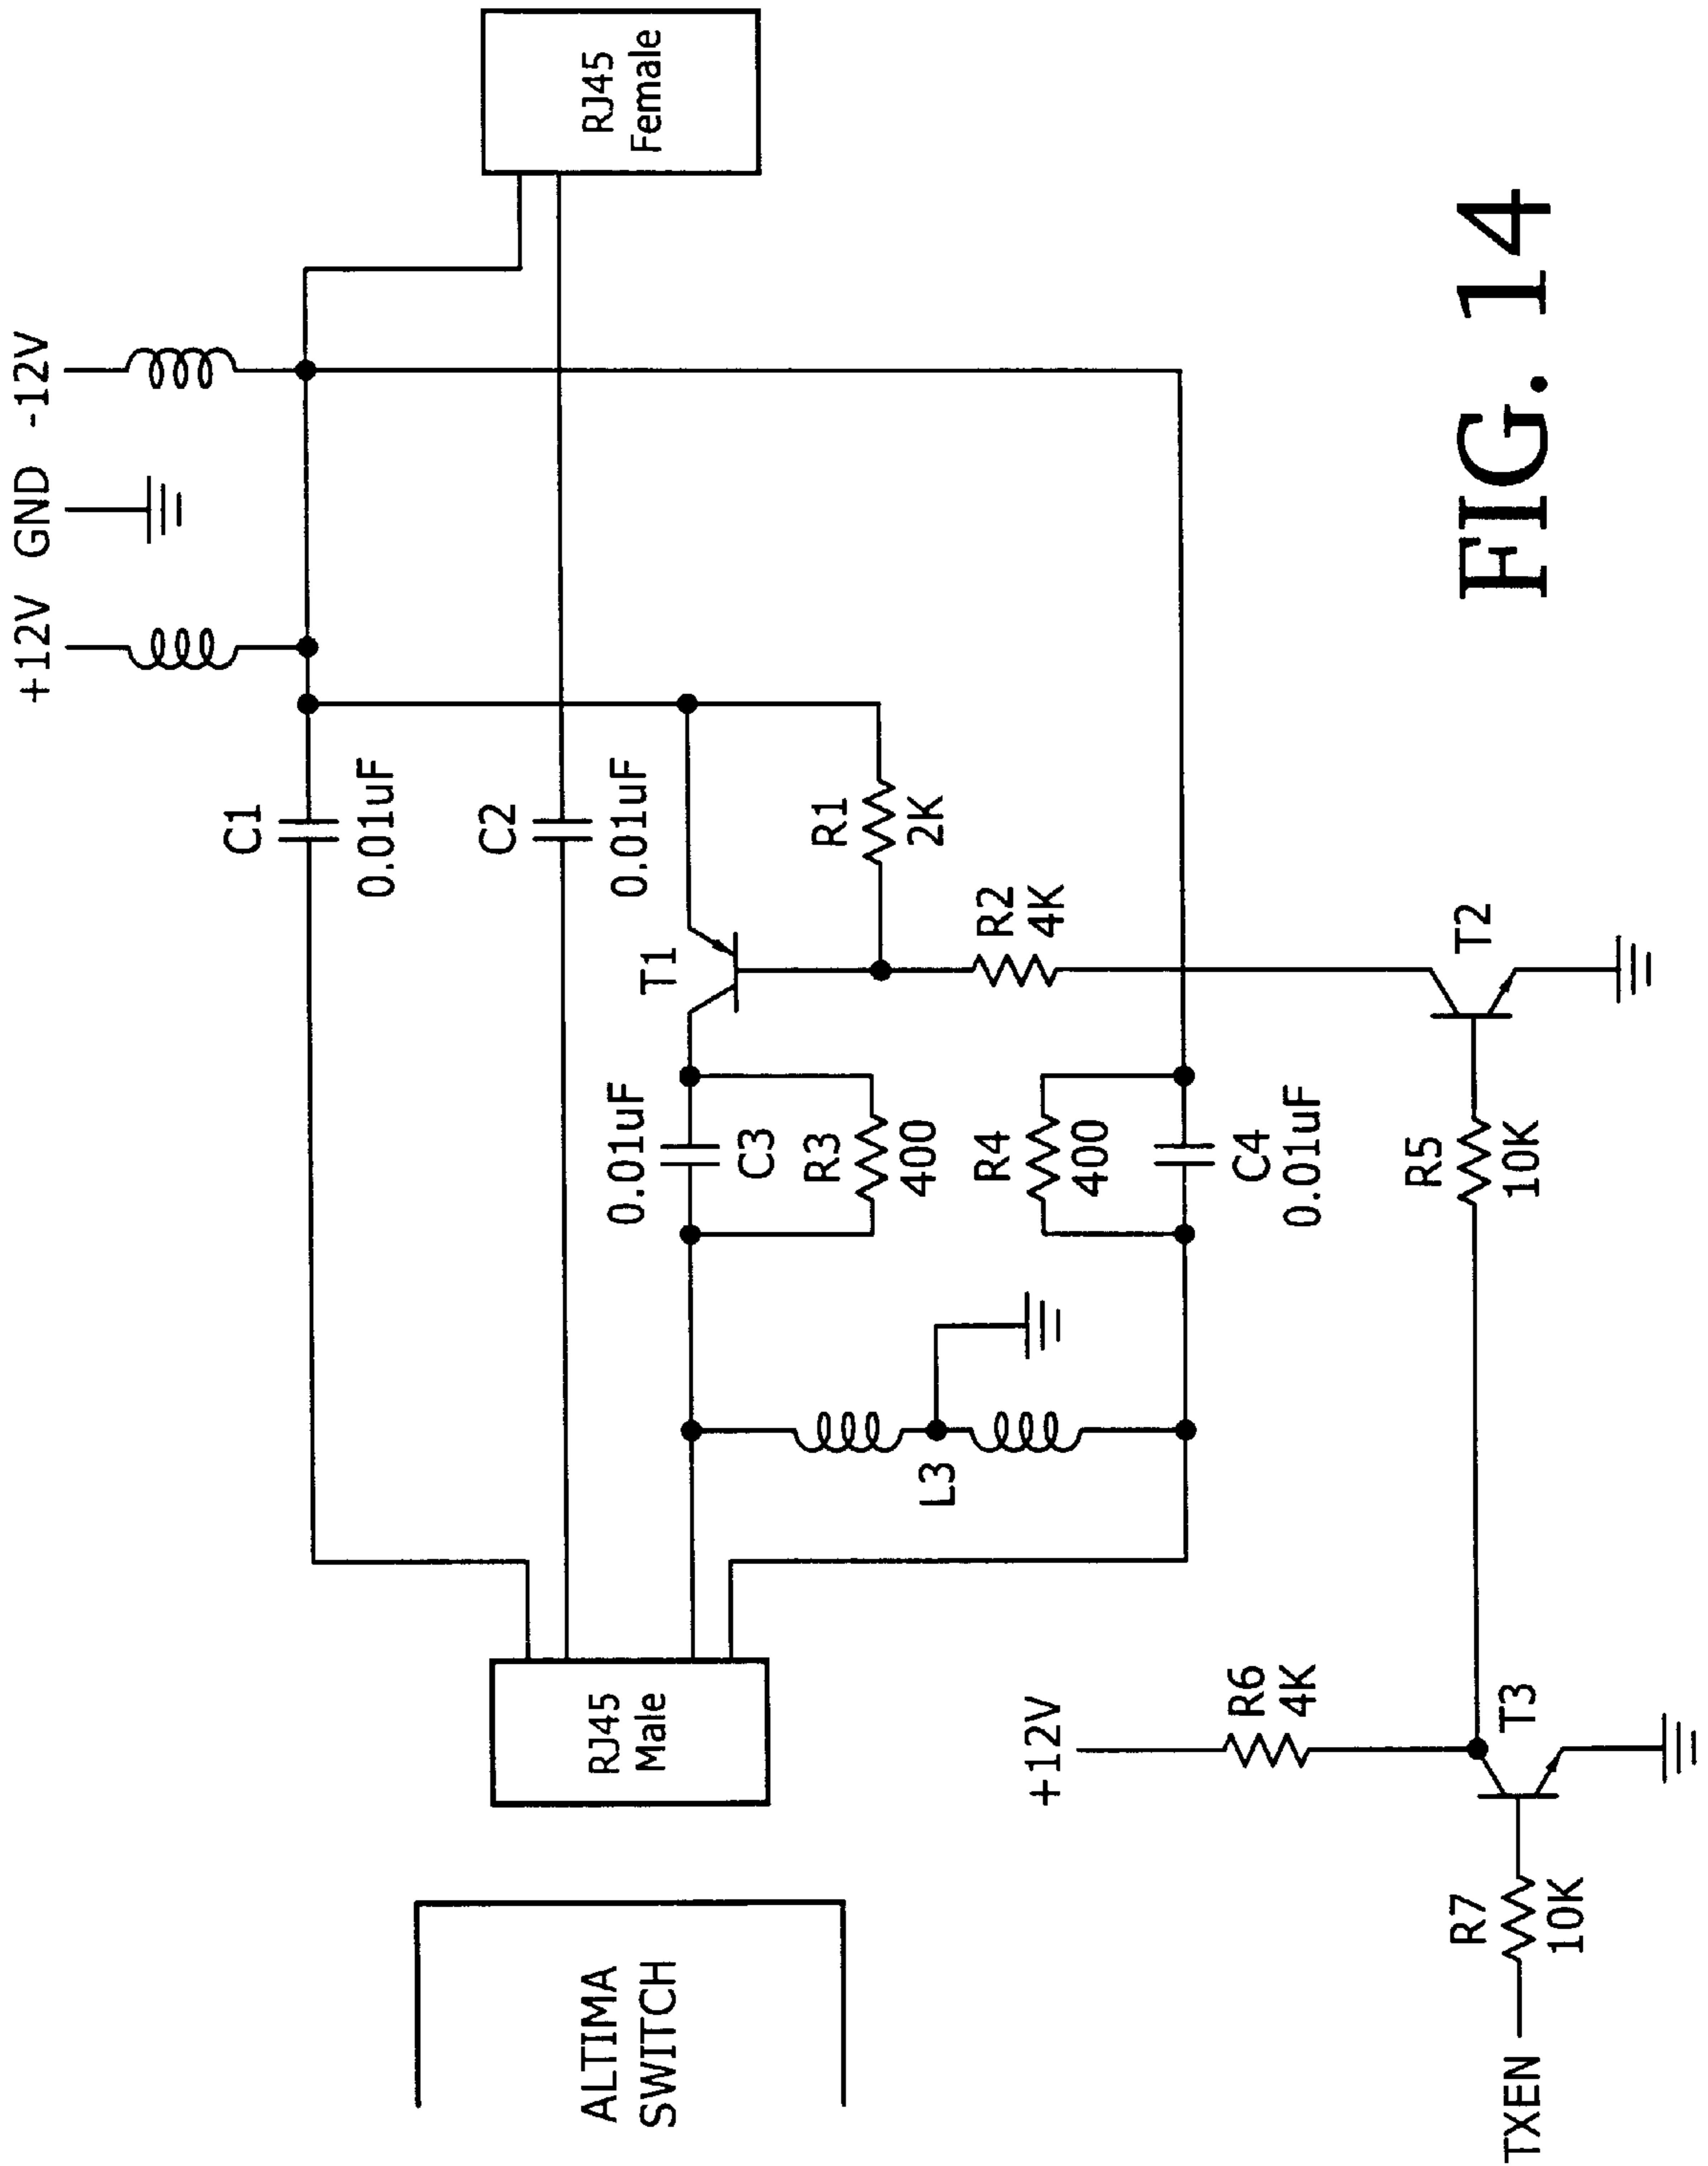 +12V GND -12V
RJ45
Female
C1
0.01uF
C2
0.01uF
T1
R1
2K
R2
4K
0.01uF
C3
R3
400
R4
400
C4
0.01uF
L3
T2
R5
10K
RJ45
Male
+12V
R6
4K
T3
R7
10K
TXEN
ALTIMA
SWITCH
FIG. 14